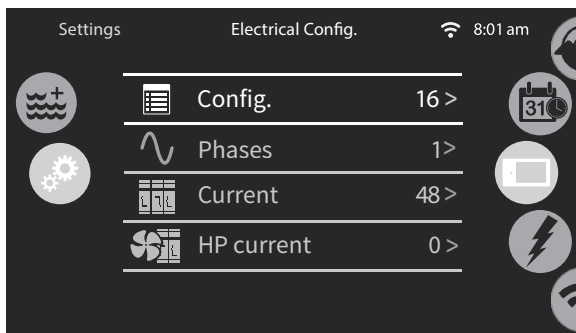 Settings Electrical Config. 8:01 am
Config. 16 >
31
Phases 1>
Current 48 >
HP current 0 >